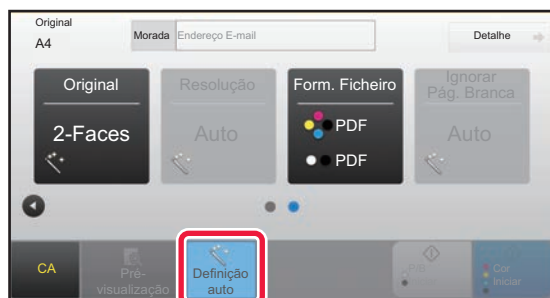 Original
A4
Morada
Endereço E-mail
Detalhe
Original
2-Faces
Resolução
Auto
Form. Ficheiro
PDF
PDF
Ignorar
Pág. Branca
Auto
CA
Pré-
visualização
Definição
auto
P/B
Iniciar
Cor
Iniciar